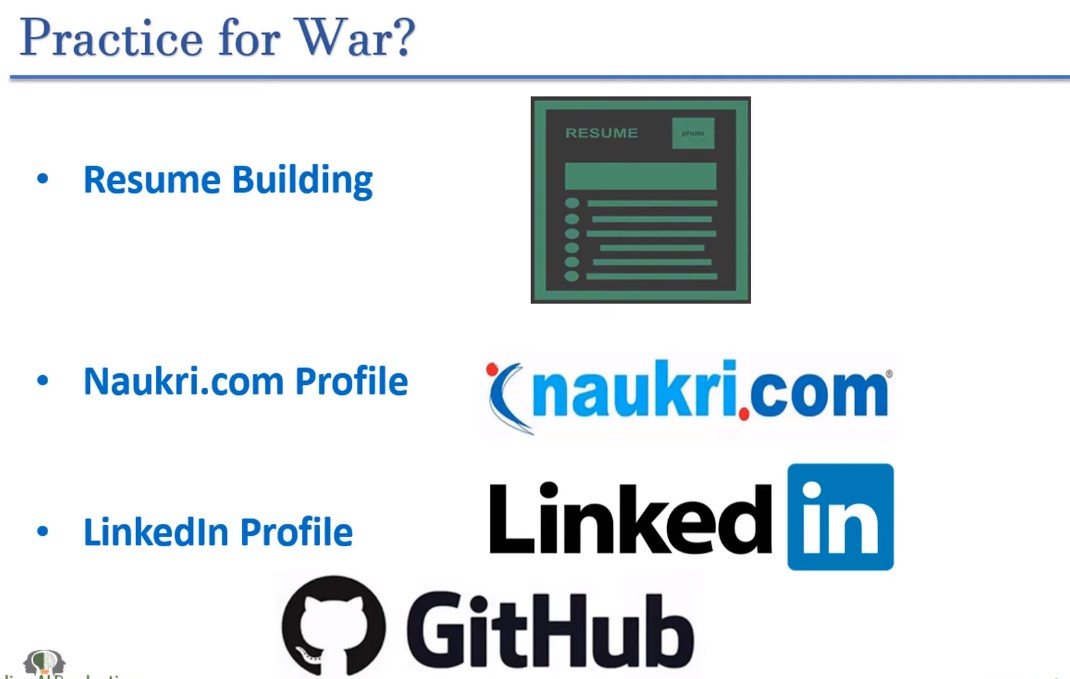 Practice for War?
RESUME
photo
• Resume Building
• Naukri.com Profile
naukri.com®
• LinkedIn Profile
Linked in
GitHub